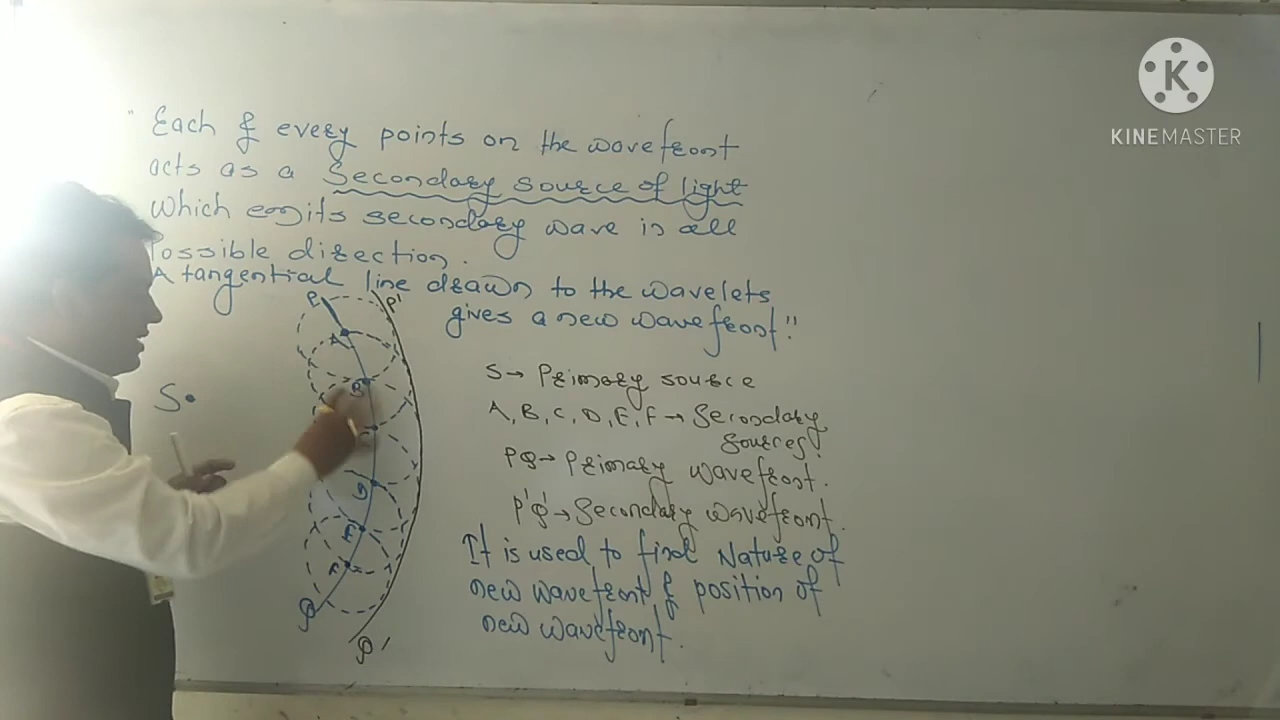 " Each & every points on the wavefront
acts as a Secondary source of light
which emits secondary wave in all
Possible direction.
A tangential line drawn to the wavelets
gives a new wavefront"
P P'
A
B
S
C
D
E
F
Q
Q'
S→ Primary source
A, B, C, D, E, F → Secondary
sources.
PQ → Primary wavefront.
P'Q' → Secondary wavefront.
It is used to find Nature of
new wavefront & position of
new wavefront.
K
KINEMASTER